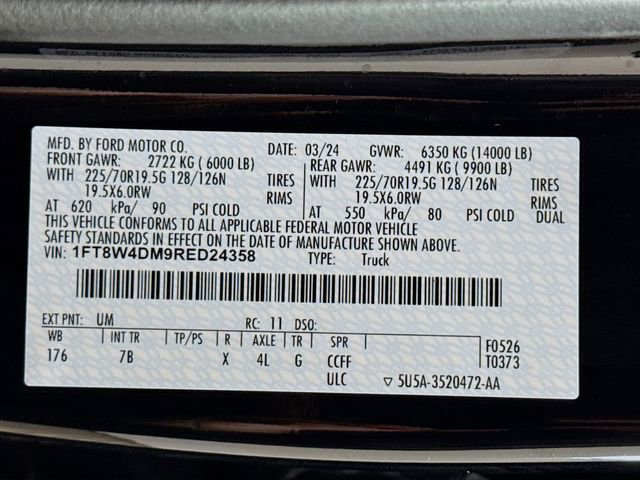 MFD. BY FORD MOTOR CO. DATE: 03/24 GVWR: 6350 KG (14000 LB)
FRONT GAWR: 2722 KG (6000 LB) REAR GAWR: 4491 KG (9900 LB)
WITH 225/70R19.5G 128/126N TIRES WITH 225/70R19.5G 128/126N TIRES
19.5X6.0RW RIMS 19.5X6.0RW RIMS
AT 620 kPa/ 90 PSI COLD AT 550 kPa/ 80 PSI COLD DUAL
THIS VEHICLE CONFORMS TO ALL APPLICABLE FEDERAL MOTOR VEHICLE
SAFETY STANDARDS IN EFFECT ON THE DATE OF MANUFACTURE SHOWN ABOVE.
VIN: 1FT8W4DM9RED24358 TYPE: Truck
EXT PNT: UM RC: 11 DSO:
WB INT TR TP/PS R AXLE TR SPR F0526
176 7B X 4L G CCFF T0373
ULC ▽ 5U5A-3520472-AA